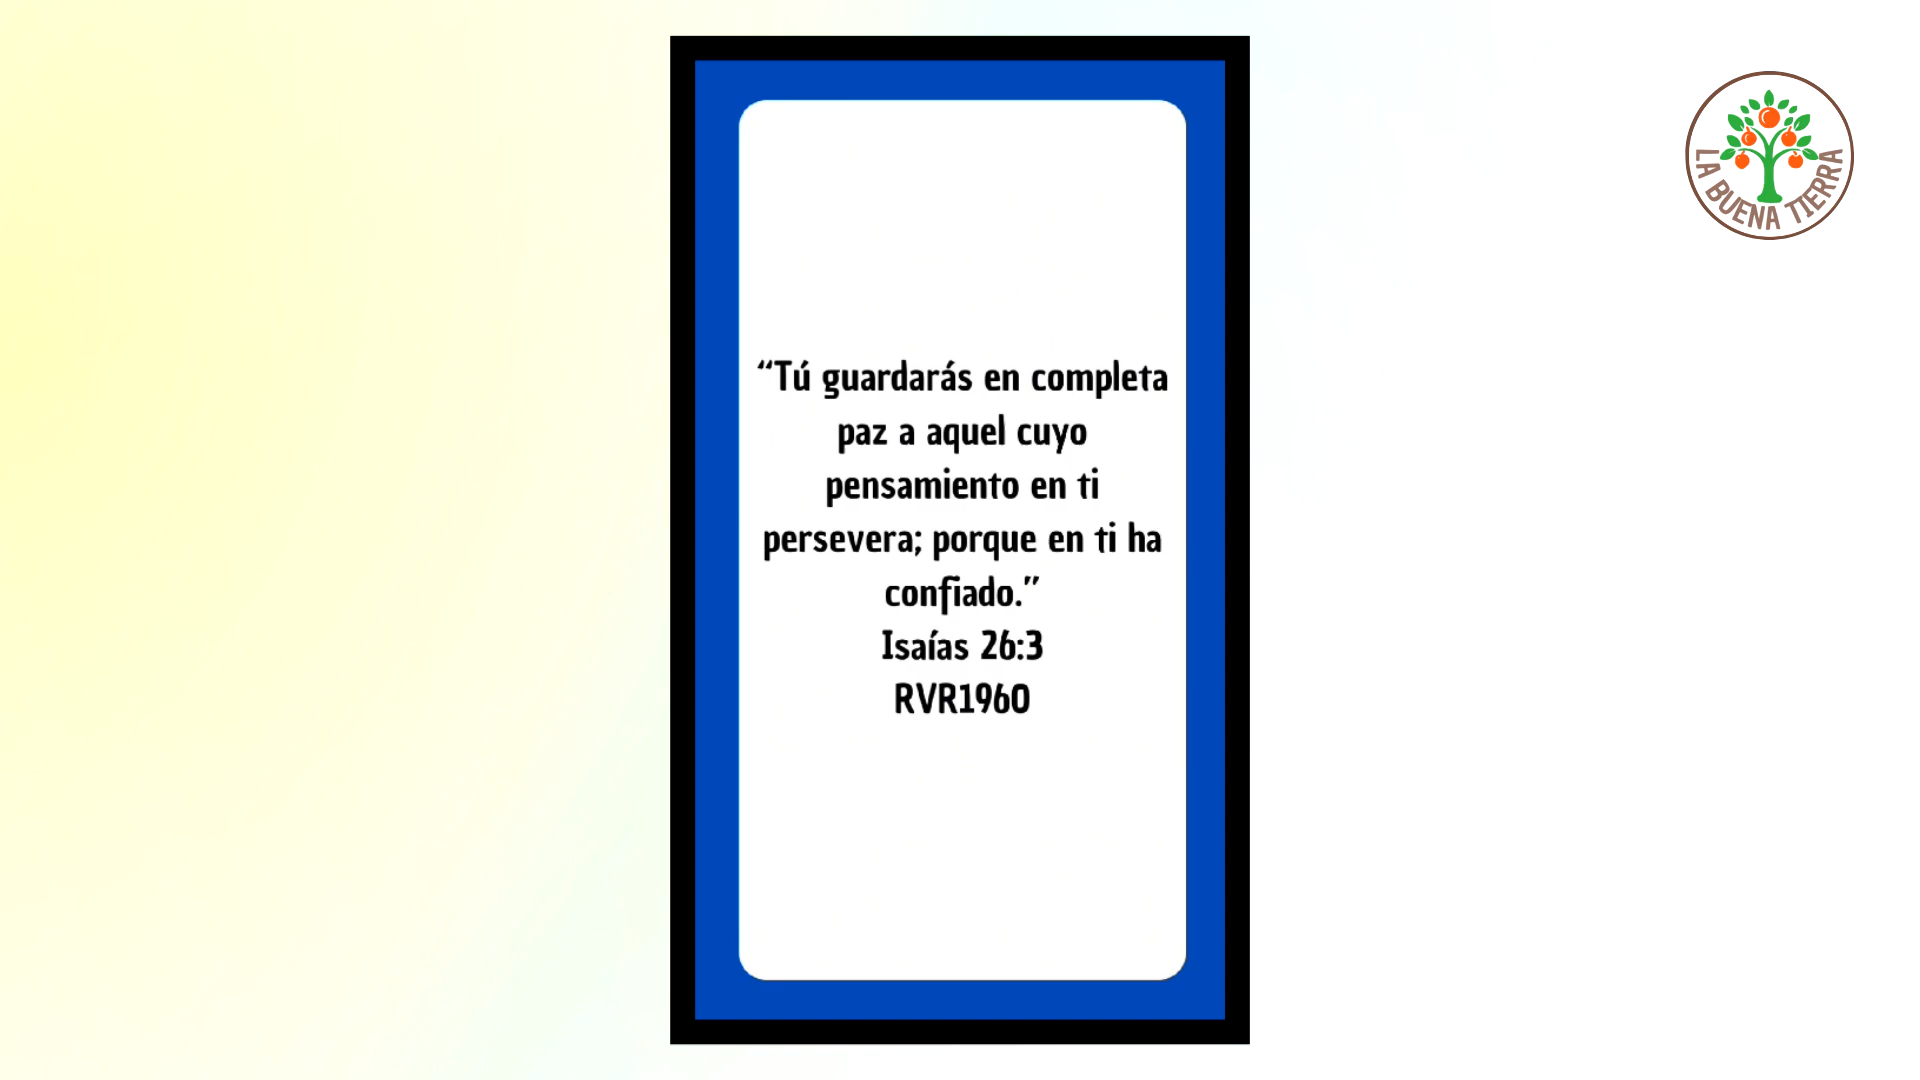 “Tú guardarás en completa
paz a aquel cuyo
pensamiento en ti
persevera; porque en ti ha
confiado.”
Isaías 26:3
RVR1960
LA BUENA TIERRA